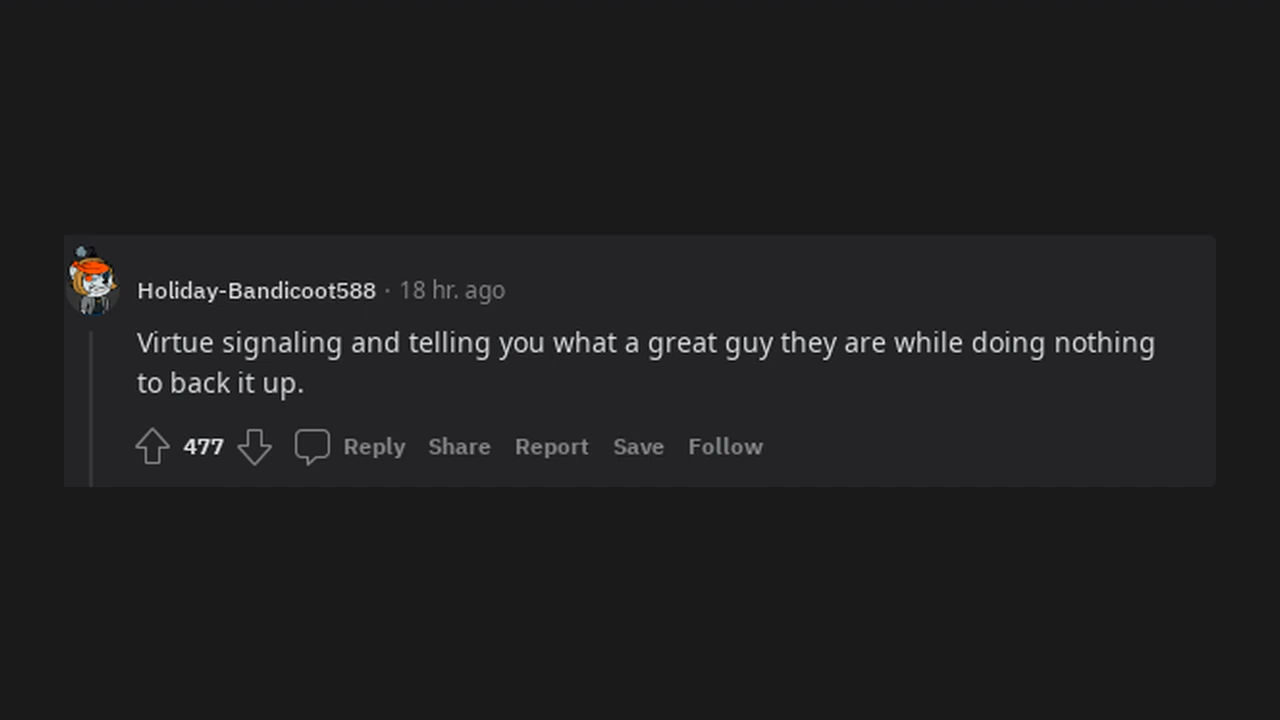 Holiday-Bandicoot588 · 18 hr. ago
Virtue signaling and telling you what a great guy they are while doing nothing
to back it up.
477 Reply Share Report Save Follow